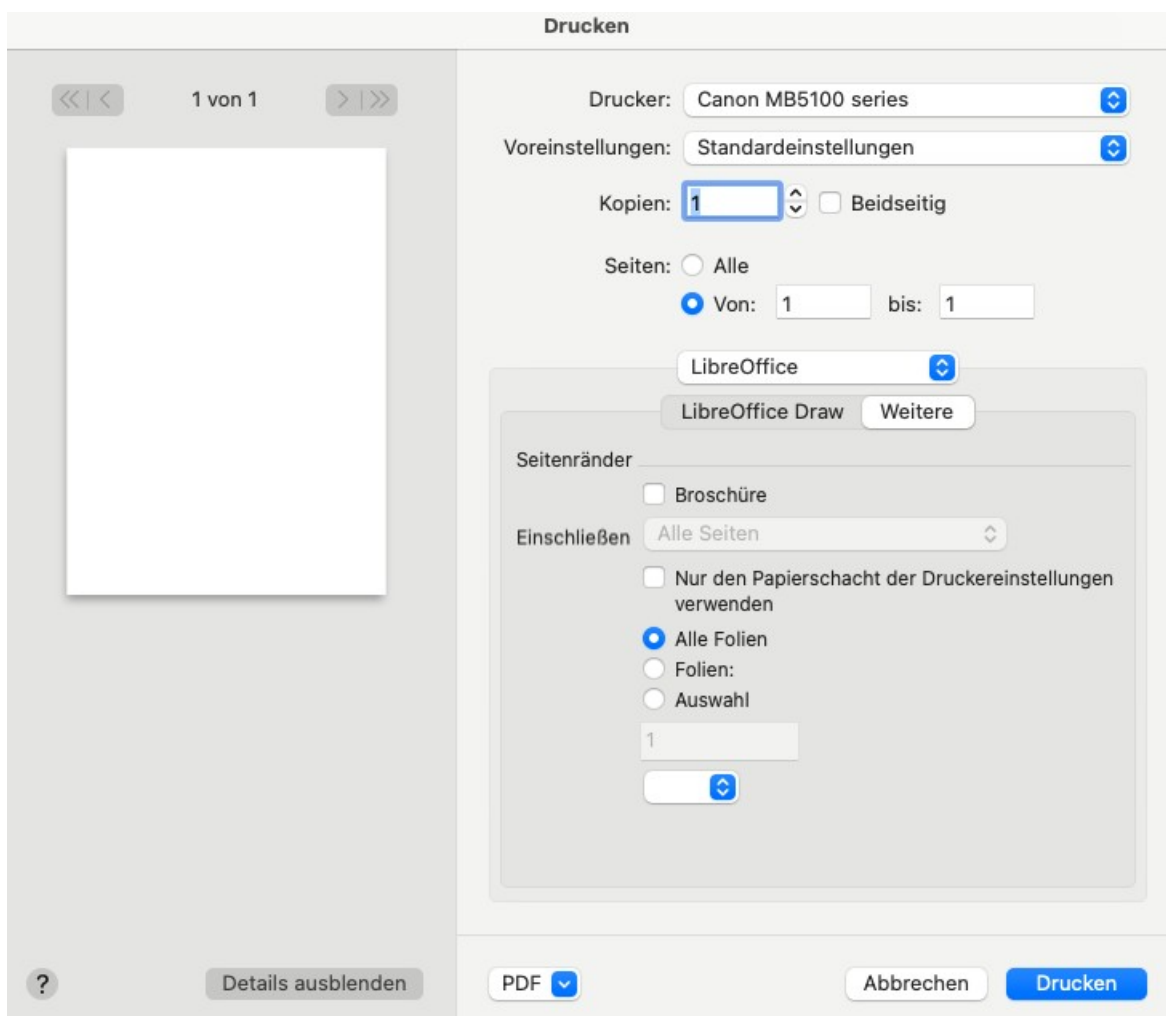 Drucken
1 von 1
Drucker: Canon MB5100 series
Voreinstellungen: Standardeinstellungen
Kopien: 1 Beidseitig
Seiten: Alle
Von: 1 bis: 1
LibreOffice
LibreOffice Draw Weitere
Seitenränder
Broschüre
Einschließen Alle Seiten
Nur den Papierschacht der Druckereinstellungen
verwenden
Alle Folien
Folien:
Auswahl
1
? Details ausblenden PDF Abbrechen Drucken